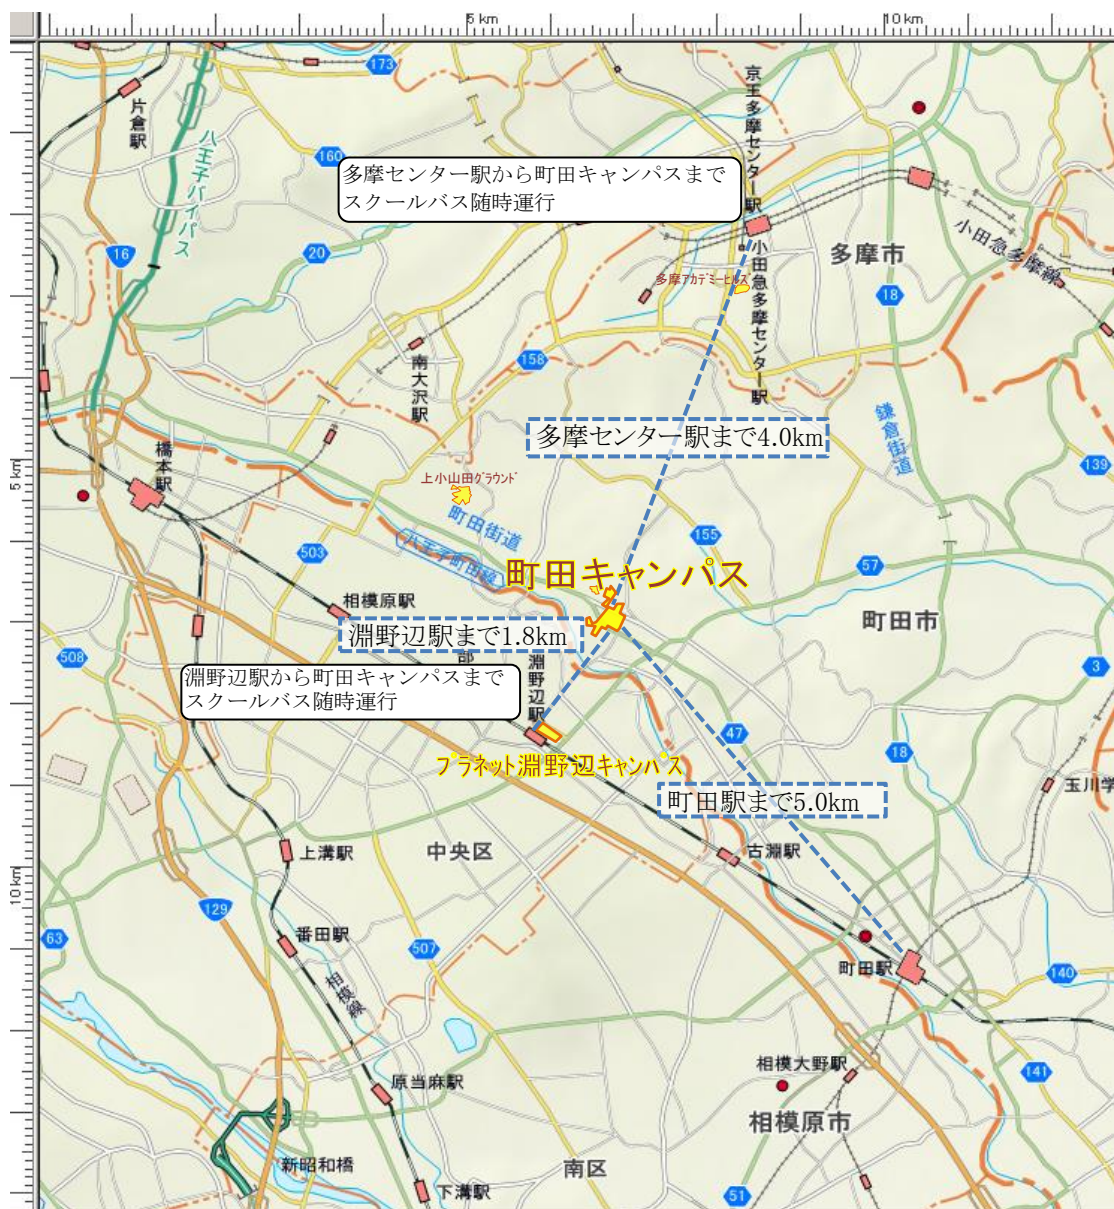 5 km
10 km
173
京王多摩センター駅
片倉駅
八王子バイパス
160
多摩センター駅から町田キャンパスまで
スクールバス随時運行
16
20
小田急多摩線
多摩市
多摩アカデミーヒルズ
小田急多摩センター駅
18
158
南大沢駅
鎌倉街道
多摩センター駅まで4.0km
橋本駅
139
5 km
上小山田グラウンド
町田街道
155
503
八王子町田線
57
町田キャンパス
相模原駅
町田市
淵野辺駅まで1.8km
508
部
淵野辺駅
3
淵野辺駅から町田キャンパスまで
スクールバス随時運行
47
18
プラネット淵野辺キャンパス
玉川学
町田駅まで5.0km
上溝駅
中央区
古淵駅
10 km
129
63
番田駅
507
町田駅
140
相模線
相模大野駅
141
原当麻駅
相模原市
新昭和橋
南区
下溝駅
51